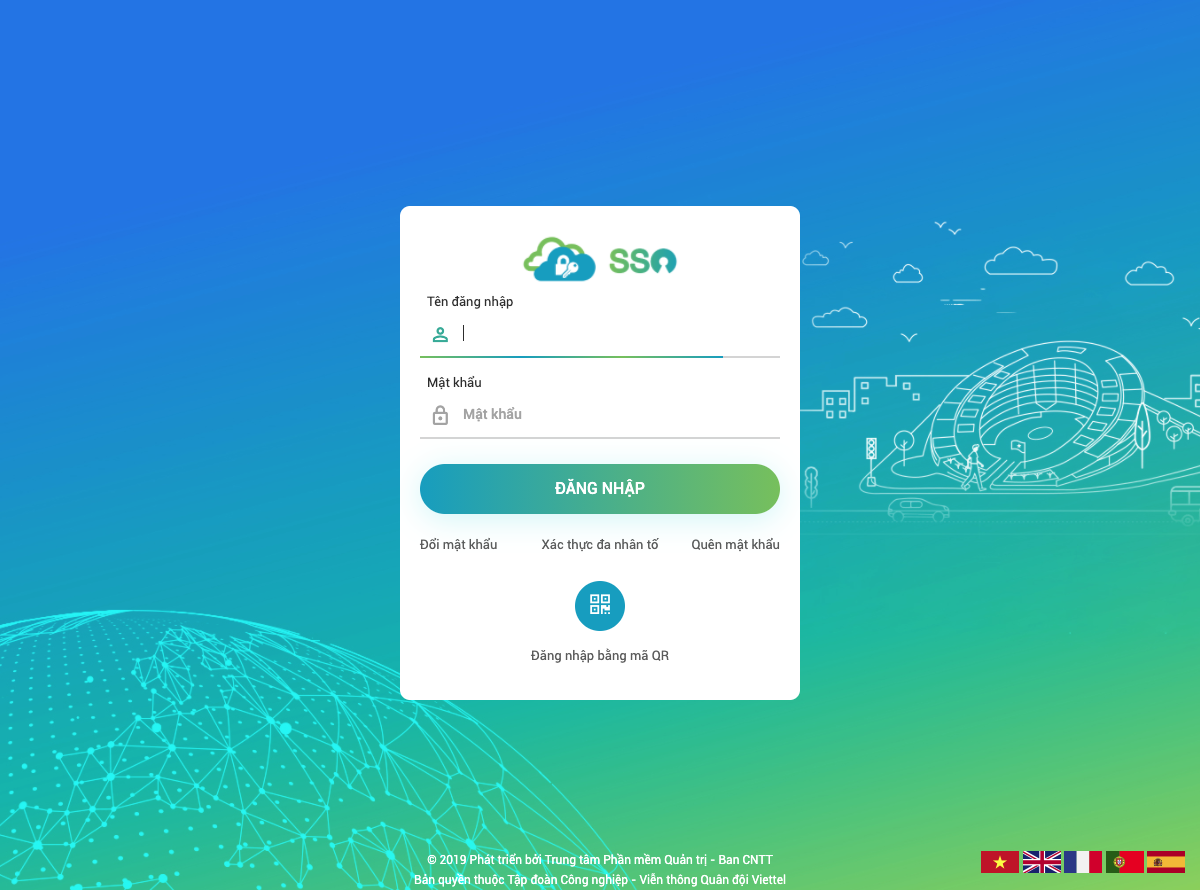 SSO
Tên đăng nhập
Mật khẩu
Mật khẩu
ĐĂNG NHẬP
Đổi mật khẩu
Xác thực đa nhân tố
Quên mật khẩu
Đăng nhập bằng mã QR
© 2019 Phát triển bởi Trung tâm Phần mềm Quản trị - Ban CNTT
Bản quyền thuộc Tập đoàn Công nghiệp - Viễn thông Quân đội Viettel